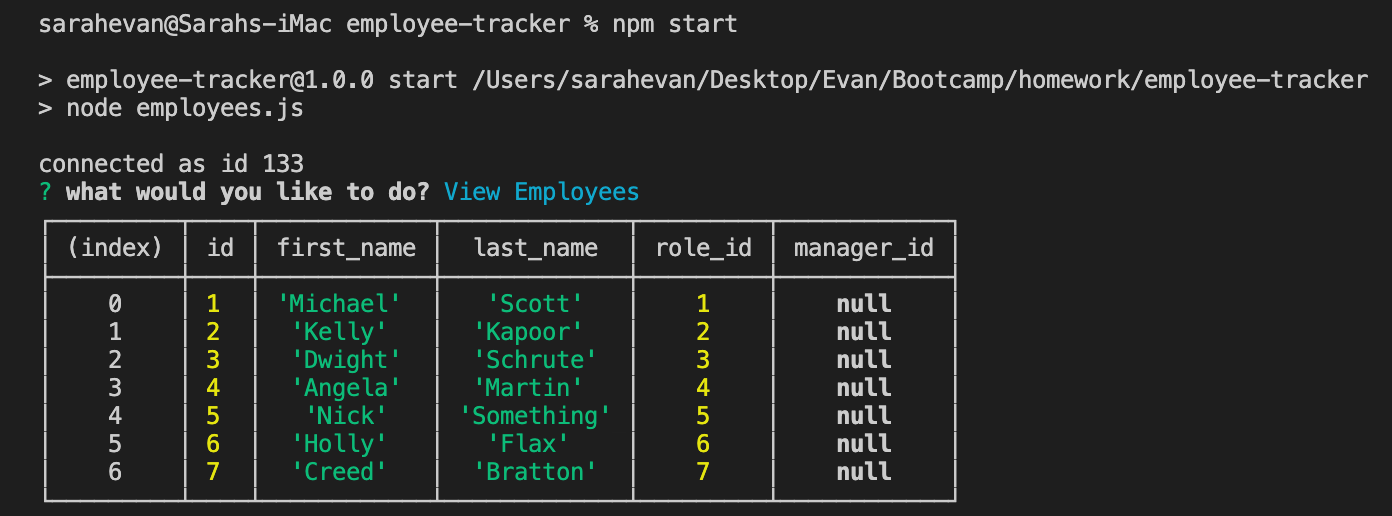 sarahevan@Sarahs-iMac employee-tracker % npm start
> employee-tracker@1.0.0 start /Users/sarahevan/Desktop/Evan/Bootcamp/homework/employee-tracker
> node employees.js
connected as id 133
? what would you like to do? View Employees
(index) id first_name last_name role_id manager_id
0 1 'Michael' 'Scott' 1 null
1 2 'Kelly' 'Kapoor' 2 null
2 3 'Dwight' 'Schrute' 3 null
3 4 'Angela' 'Martin' 4 null
4 5 'Nick' 'Something' 5 null
5 6 'Holly' 'Flax' 6 null
6 7 'Creed' 'Bratton' 7 null